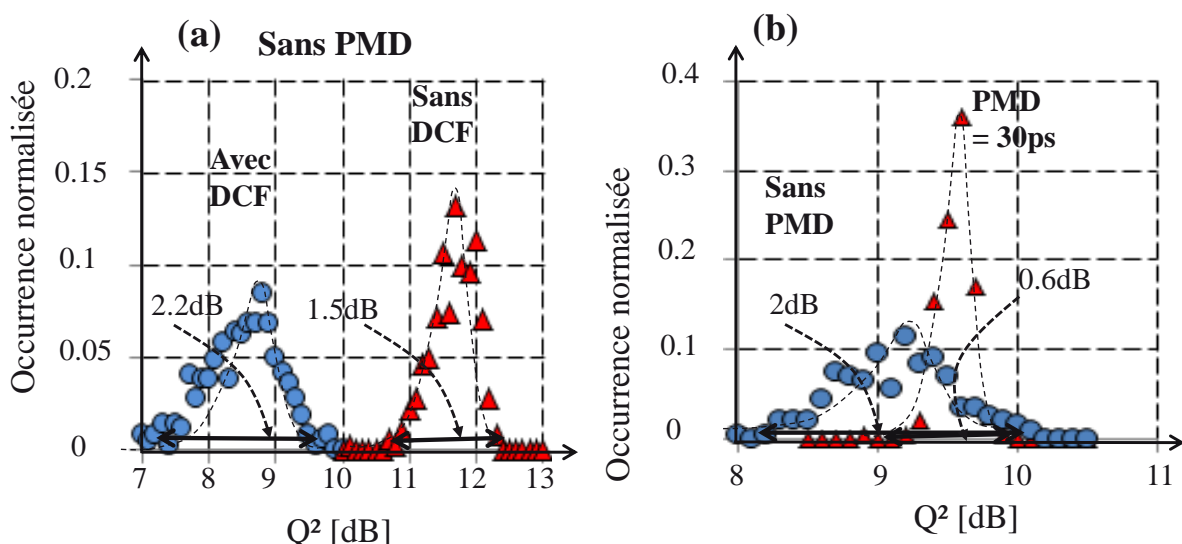 (a)
Sans PMD
Occurrence normalisée
0.2
0.15
0.1
0.05
0
Sans
DCF
Avec
DCF
2.2dB
1.5dB
7 8 9 10 11 12 13
Q² [dB]
(b)
Occurrence normalisée
0.4
0.3
0.2
0.1
0
PMD
= 30ps
Sans
PMD
2dB
0.6dB
8 9 10 11
Q² [dB]